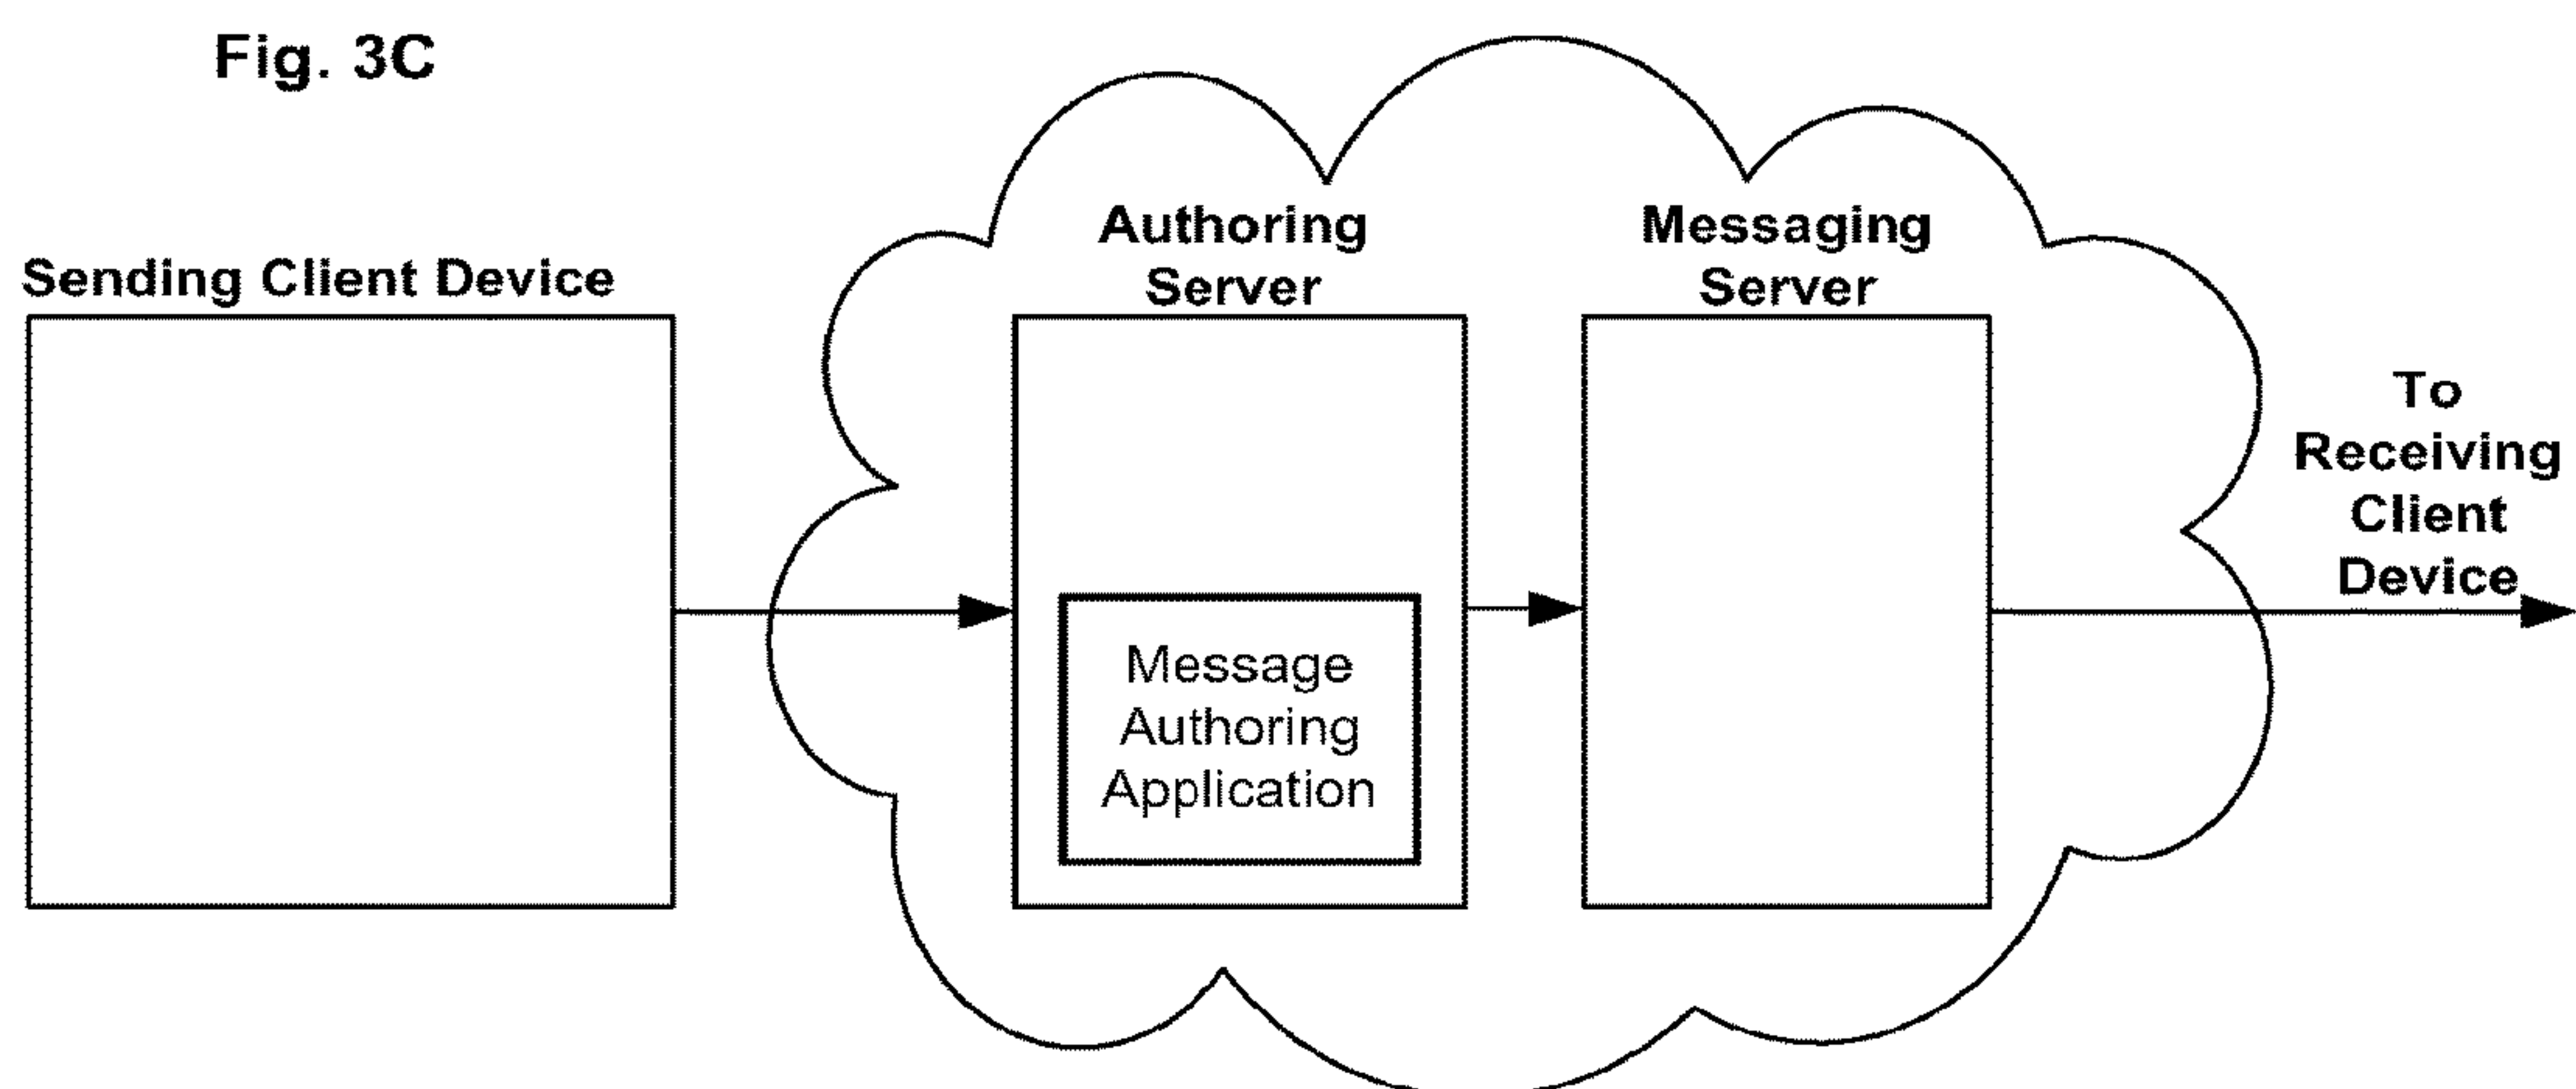 Fig. 3C
Sending Client Device
Authoring
Server
Messaging
Server
Message
Authoring
Application
To
Receiving
Client
Device